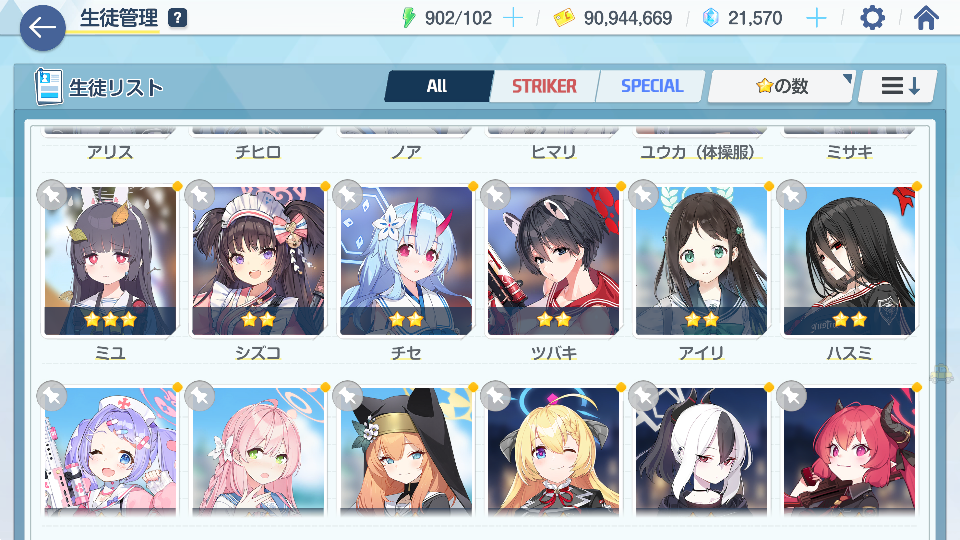 生徒管理 ?
902/102
90,944,669
21,570
生徒リスト
All
STRIKER
SPECIAL
の数
アリス
チヒロ
ノア
ヒマリ
ユウカ（体操服）
ミサキ
ミユ
シズコ
チセ
ツバキ
アイリ
ハスミ